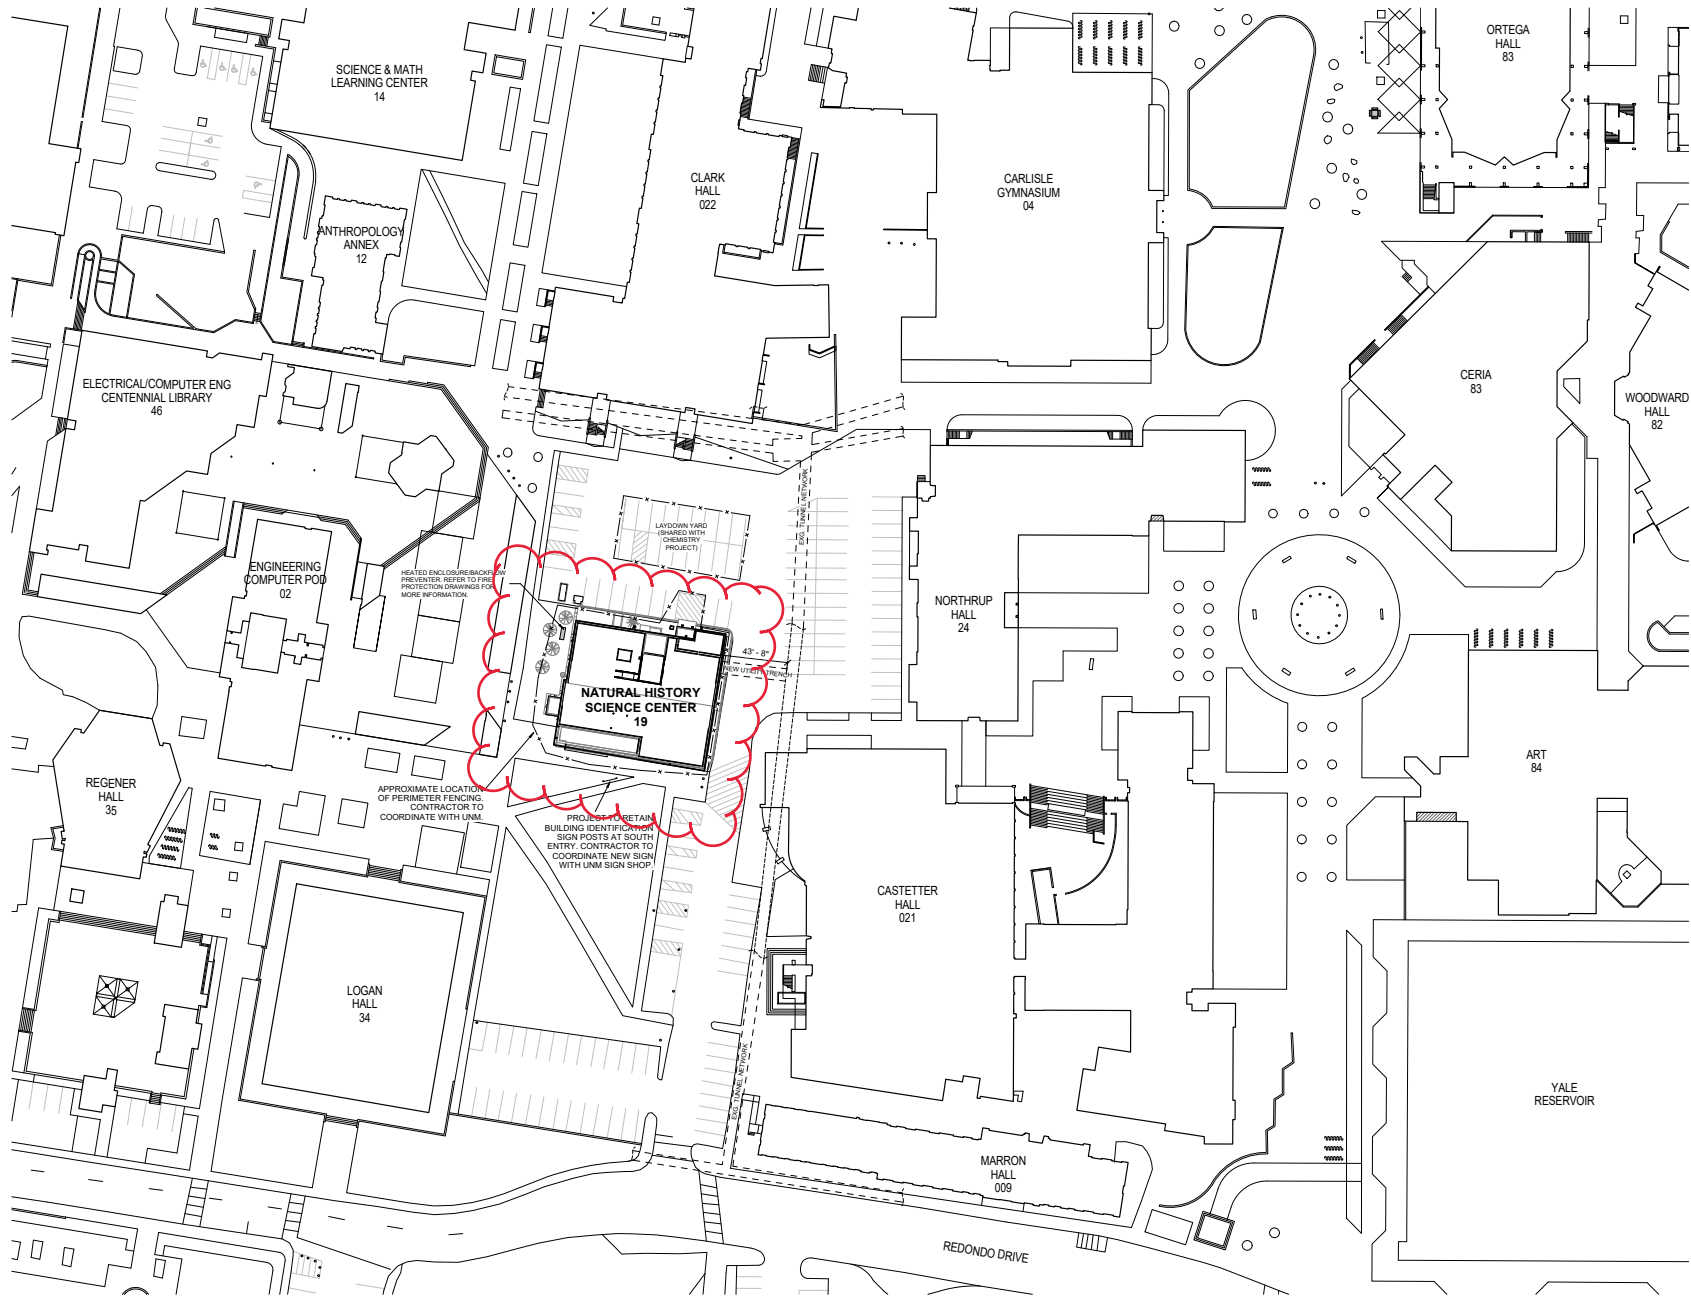 ORTEGA
HALL
83
SCIENCE & MATH
LEARNING CENTER
14
CLARK
HALL
022
CARLISLE
GYMNASIUM
04
ANTHROPOLOGY
ANNEX
12
ELECTRICAL/COMPUTER ENG
CENTENNIAL LIBRARY
46
CERIA
83
WOODWARD
HALL
82
EXG. TUNNEL NETWORK
LAYDOWN YARD
(SHARED WITH
CHEMISTRY
PROJECT)
ENGINEERING
COMPUTER POD
02
HEATED ENCLOSURE/BACKFLOW
PREVENTER. REFER TO FIRE
PROTECTION DRAWINGS FOR
MORE INFORMATION.
NORTHRUP
HALL
24
43' - 8"
NEW UTILITY TRENCH
NATURAL HISTORY
SCIENCE CENTER
19
REGENER
HALL
35
APPROXIMATE LOCATION
OF PERIMETER FENCING.
CONTRACTOR TO
COORDINATE WITH UNM.
PROJECT TO RETAIN
BUILDING IDENTIFICATION
SIGN POSTS AT SOUTH
ENTRY. CONTRACTOR TO
COORDINATE NEW SIGN
WITH UNM SIGN SHOP.
ART
84
CASTETTER
HALL
021
LOGAN
HALL
34
EXG. TUNNEL NETWORK
YALE
RESERVOIR
MARRON
HALL
009
REDONDO DRIVE